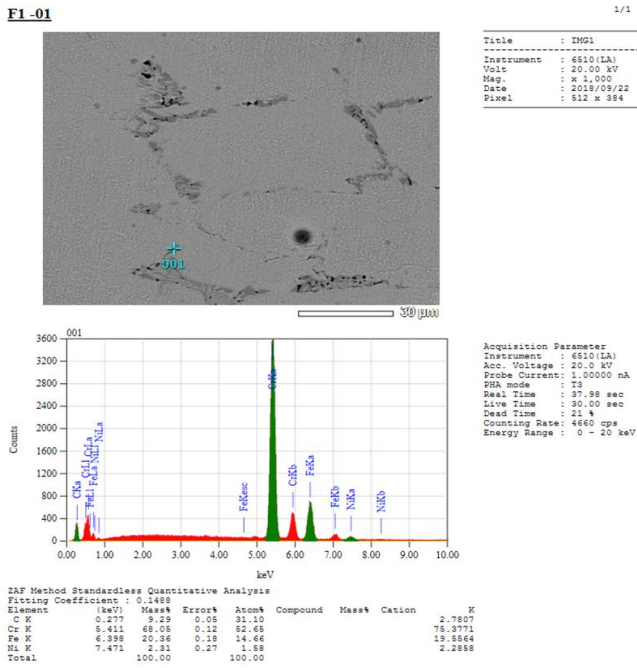 F1 -01
1/1
Title : IMG1
Instrument : 6510(LA)
Volt : 20.00 kV
Mag. : x 1,000
Date : 2018/09/22
Pixel : 512 x 384
001
30 µm
001
3600
3200
2800
2400
2000
1600
1200
800
400
0
Counts
CKa
CrLl
CrLa
FeLl
FeLa
NiLl
NiLa
FeKesc
CrKa
CrKb
FeKa
FeKb
NiKa
NiKb
0.00 1.00 2.00 3.00 4.00 5.00 6.00 7.00 8.00 9.00 10.00
keV
Acquisition Parameter
Instrument : 6510(LA)
Acc. Voltage : 20.0 kV
Probe Current: 1.00000 nA
PHA mode : T3
Real Time : 37.98 sec
Live Time : 30.00 sec
Dead Time : 21 %
Counting Rate: 4660 cps
Energy Range : 0 - 20 keV
ZAF Method Standardless Quantitative Analysis
Fitting Coefficient : 0.1488
Element (keV) Mass% Error% Atom% Compound Mass% Cation K
C K 0.277 9.29 0.05 31.10 2.7807
Cr K 5.411 68.05 0.12 52.65 75.3771
Fe K 6.398 20.36 0.18 14.66 19.5564
Ni K 7.471 2.31 0.27 1.58 2.2858
Total 100.00 100.00